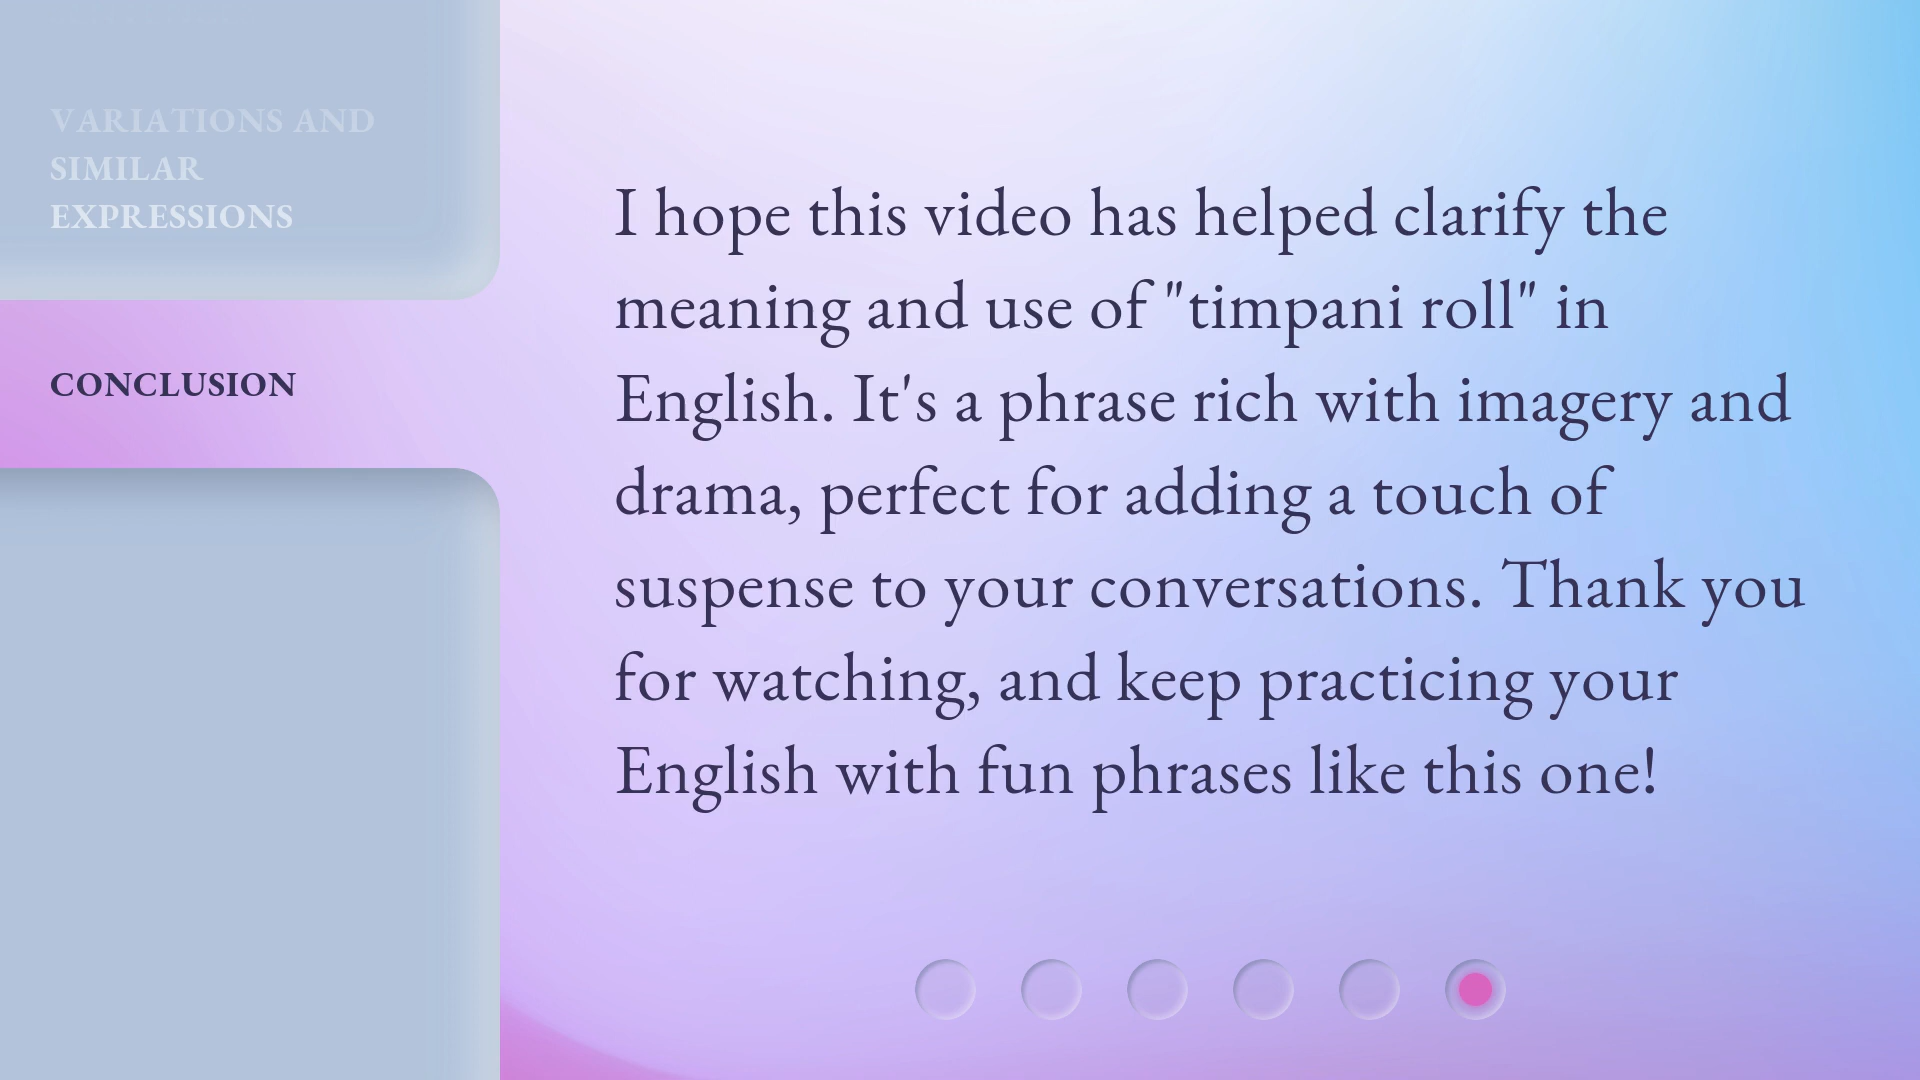 VARIATIONS AND
SIMILAR
EXPRESSIONS
CONCLUSION
I hope this video has helped clarify the
meaning and use of "timpani roll" in
English. It's a phrase rich with imagery and
drama, perfect for adding a touch of
suspense to your conversations. Thank you
for watching, and keep practicing your
English with fun phrases like this one!